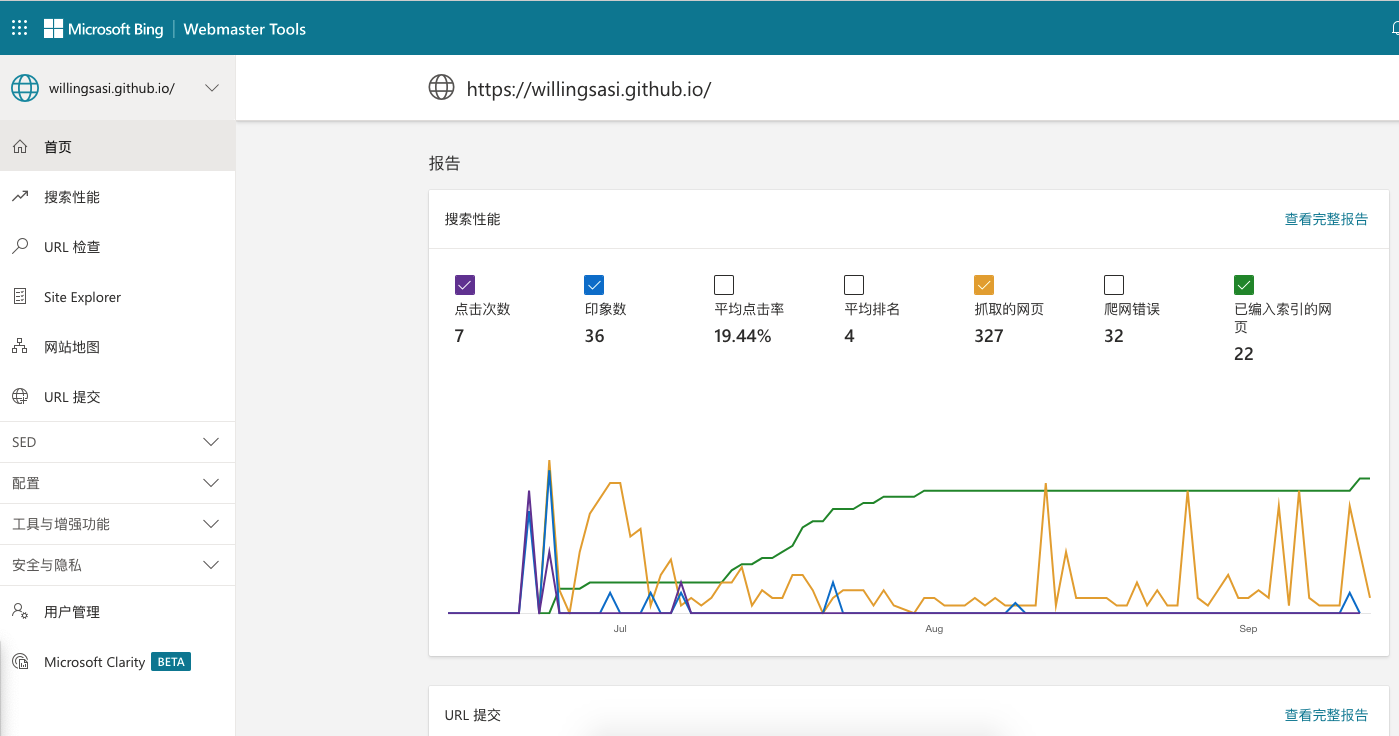 Microsoft Bing | Webmaster Tools
willingsasi.github.io/
https://willingsasi.github.io/
首页
搜索性能
URL 检查
Site Explorer
网站地图
URL 提交
SED
配置
工具与增强功能
安全与隐私
用户管理
Microsoft Clarity BETA
报告
搜索性能 查看完整报告
点击次数 印象数 平均点击率 平均排名 抓取的网页 爬网错误 已编入索引的网
页
7 36 19.44% 4 327 32
22
Jul Aug Sep
URL 提交 查看完整报告